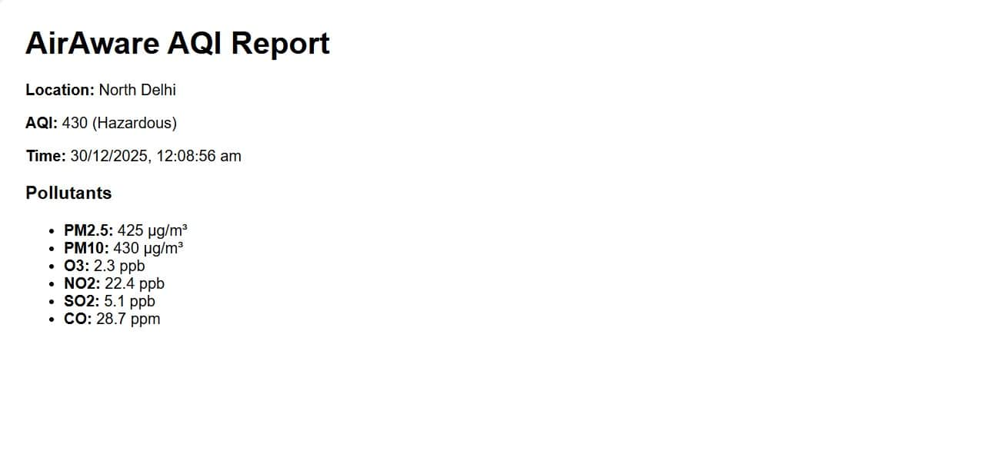 AirAware AQI Report
Location: North Delhi
AQI: 430 (Hazardous)
Time: 30/12/2025, 12:08:56 am
Pollutants
• PM2.5: 425 µg/m³
• PM10: 430 µg/m³
• O3: 2.3 ppb
• NO2: 22.4 ppb
• SO2: 5.1 ppb
• CO: 28.7 ppm